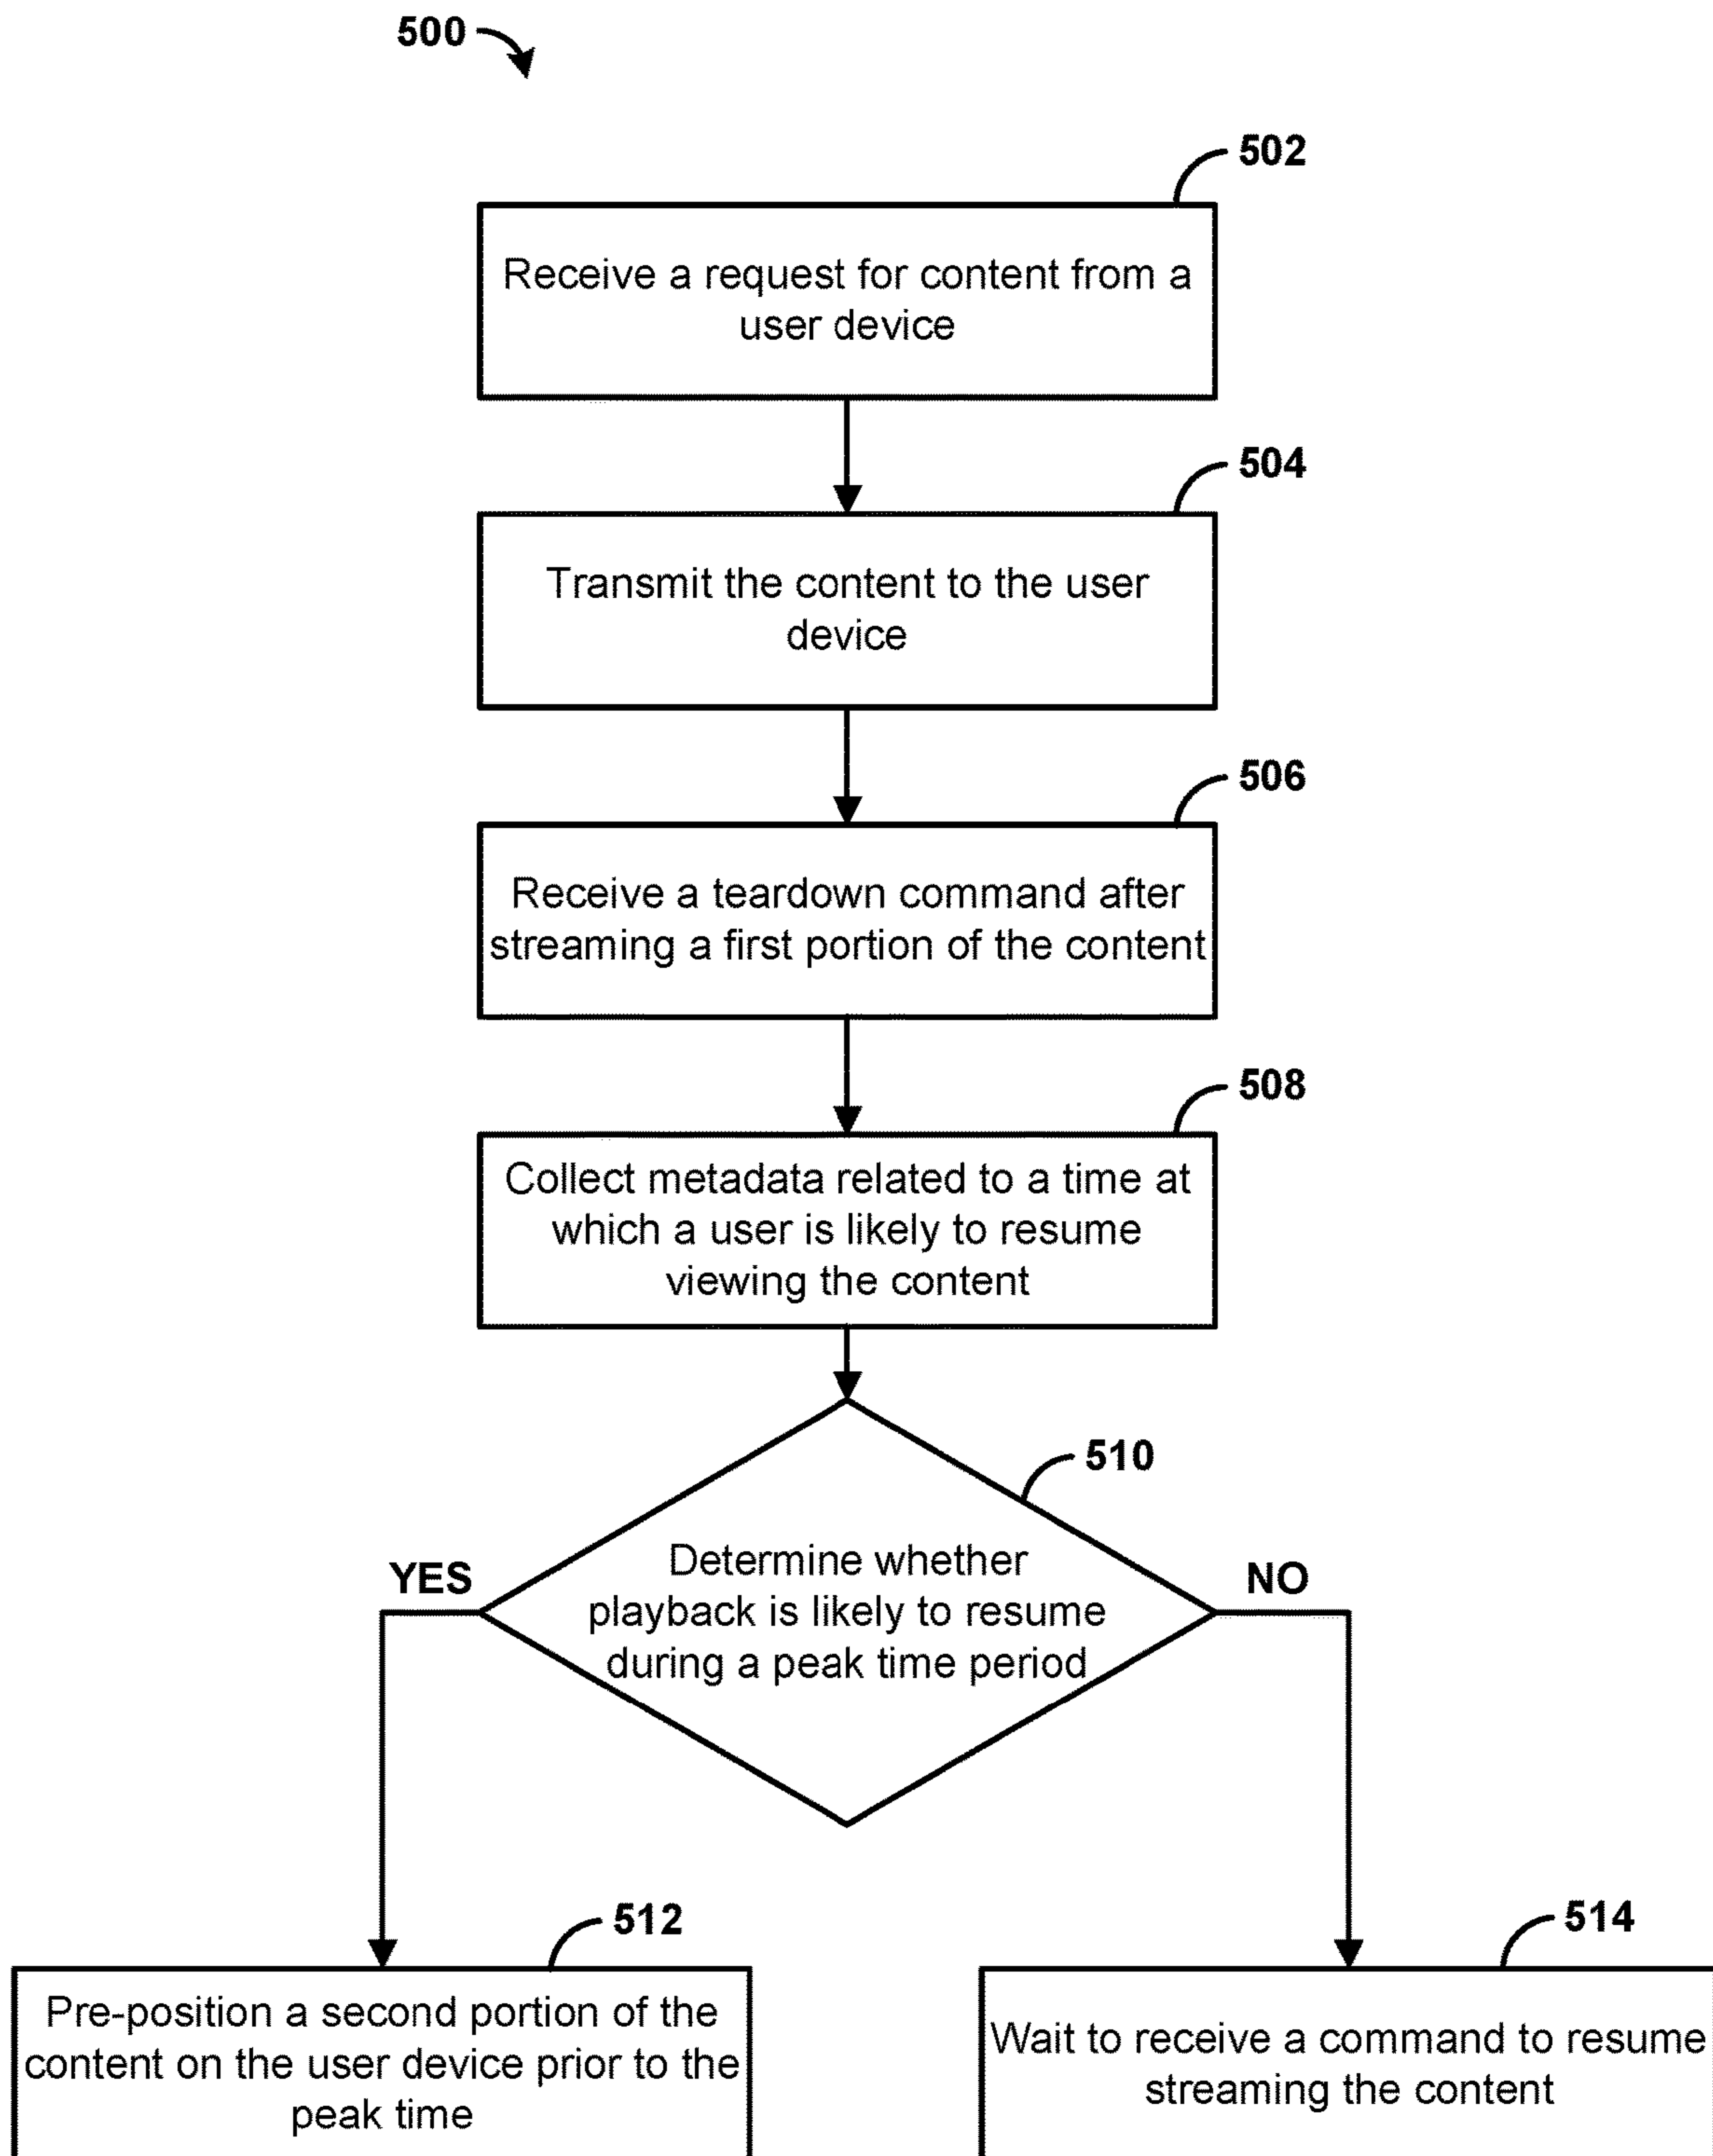 500
502
Receive a request for content from a
user device
504
Transmit the content to the user
device
506
Receive a teardown command after
streaming a first portion of the content
508
Collect metadata related to a time at
which a user is likely to resume
viewing the content
510
Determine whether
playback is likely to resume
during a peak time period
YES
NO
512
Pre-position a second portion of the
content on the user device prior to the
peak time
514
Wait to receive a command to resume
streaming the content